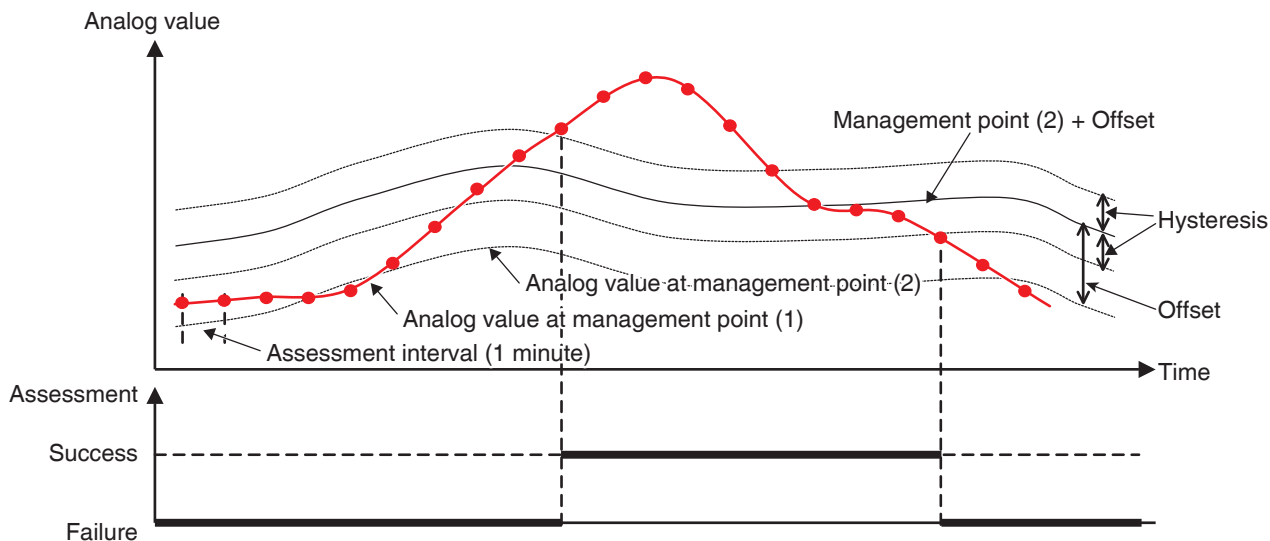 Analog value
Management point (2) + Offset
Hysteresis
Analog value at management point (2)
Offset
Analog value at management point (1)
Assessment interval (1 minute)
Time
Assessment
Success
Failure